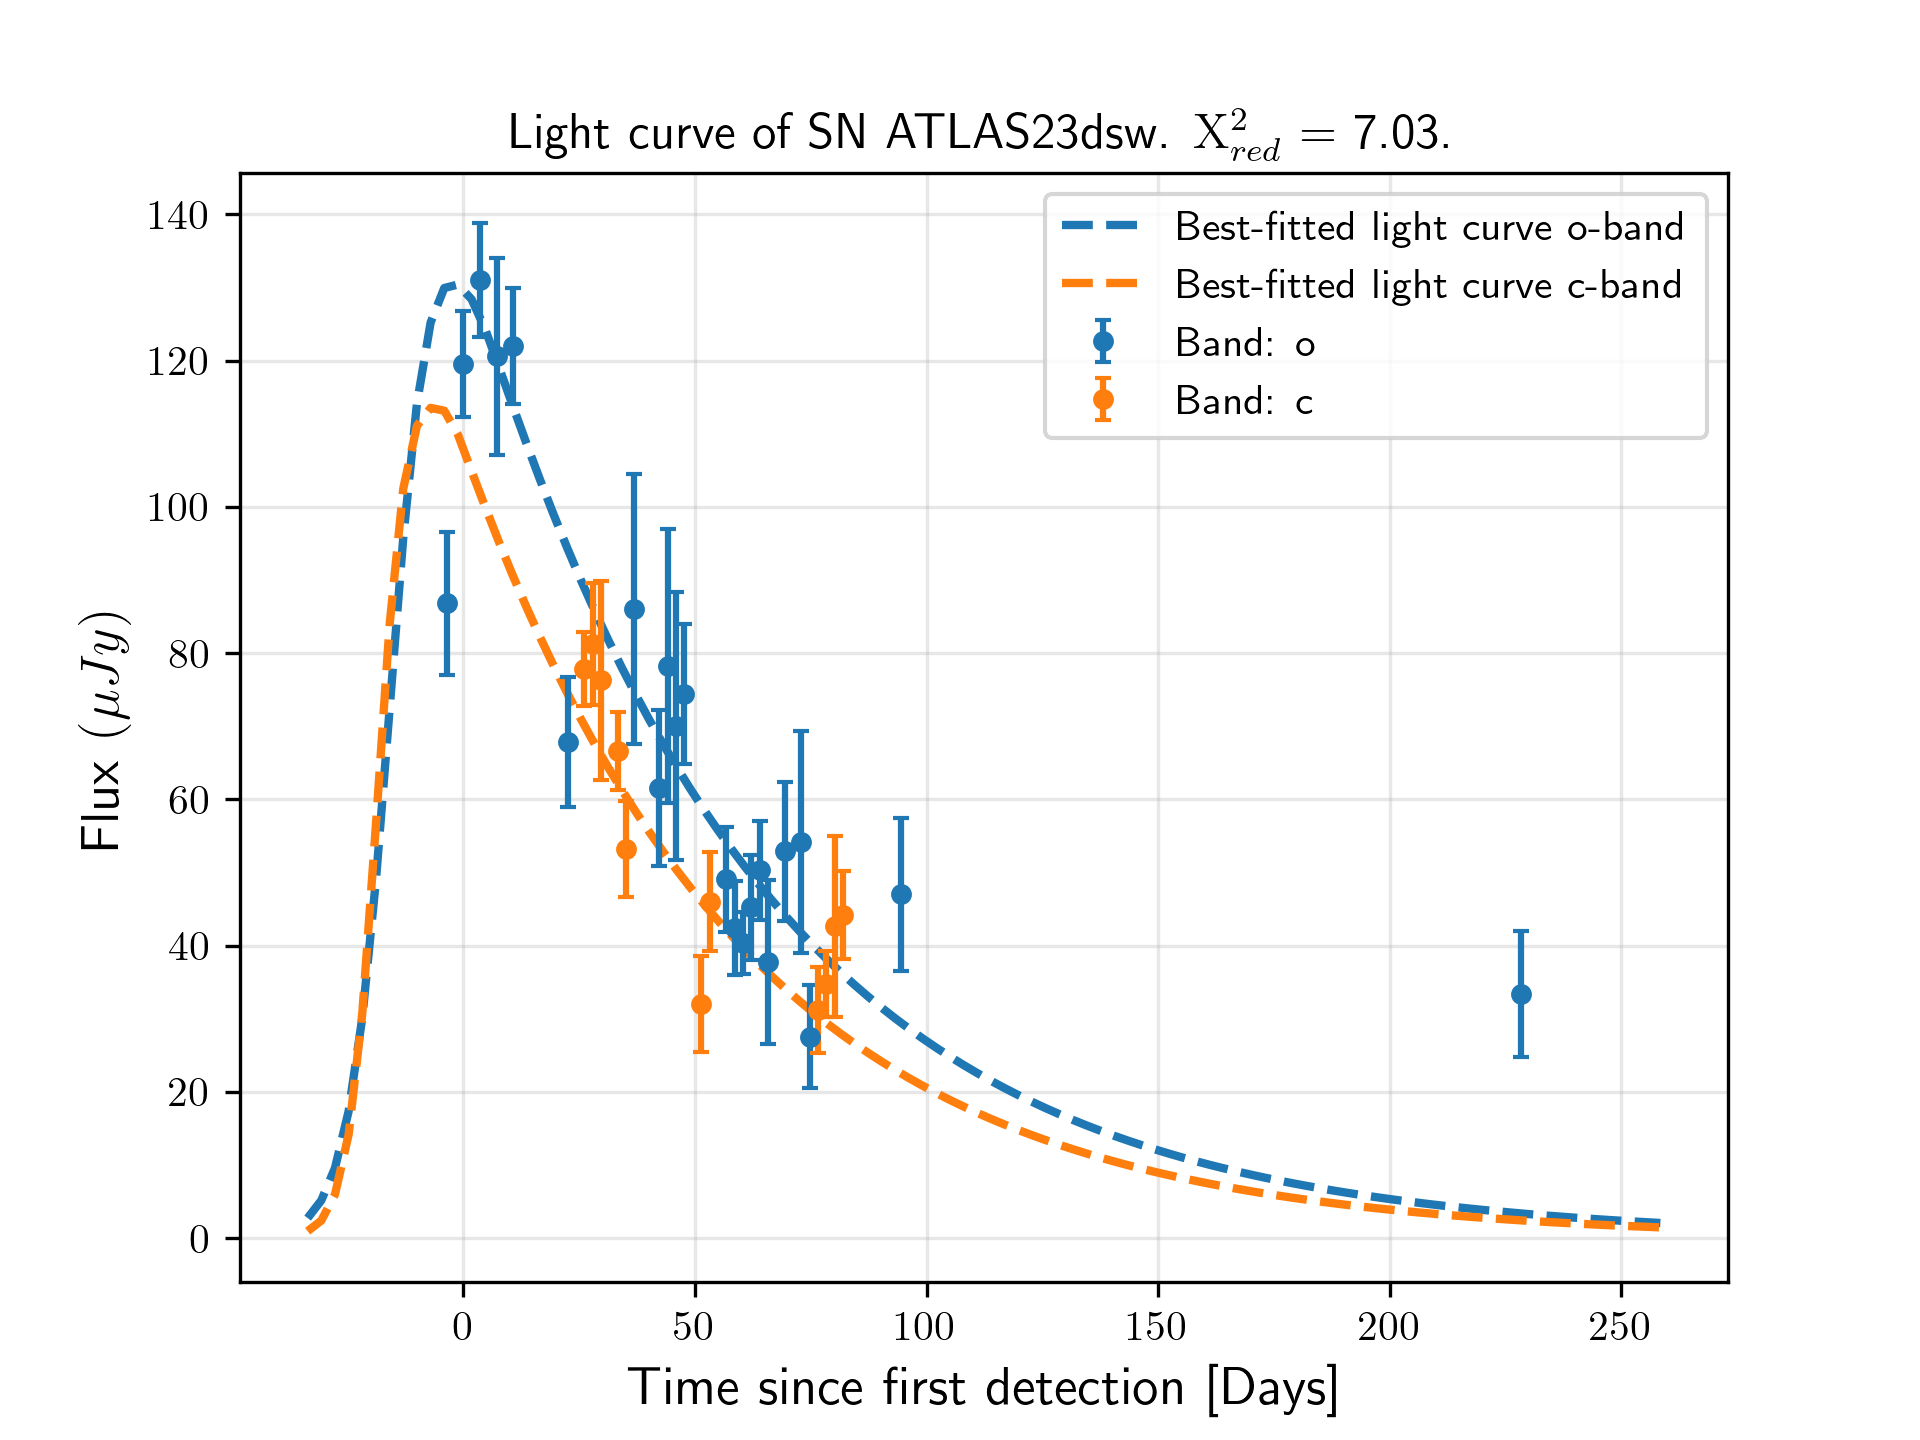 Light curve of SN ATLAS23dsw. X²_red = 7.03.
Best-fitted light curve o-band
Best-fitted light curve c-band
Band: o
Band: c
Flux (μJy)
140
120
100
80
60
40
20
0
0 50 100 150 200 250
Time since first detection [Days]